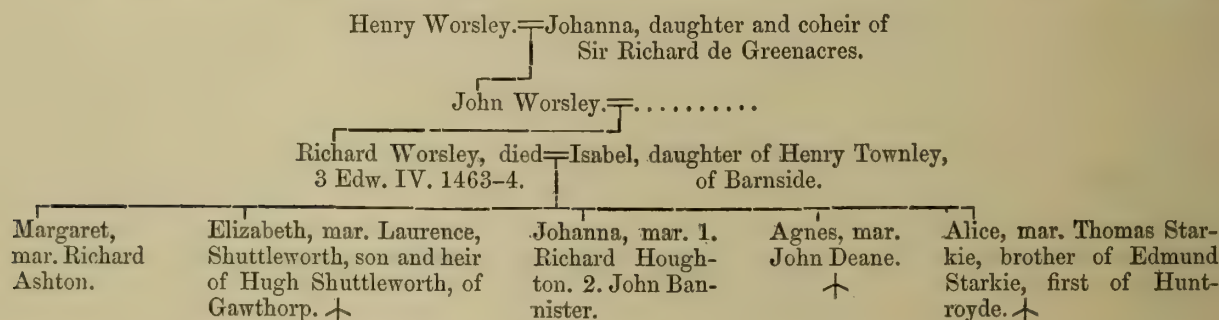 Henry Worsley.=Johanna, daughter and coheir of
Sir Richard de Greenacres.
John Worsley.=..........
Richard Worsley, died=Isabel, daughter of Henry Townley,
3 Edw. IV. 1463–4. of Barnside.
Margaret,
mar. Richard
Ashton.
Elizabeth, mar. Laurence,
Shuttleworth, son and heir
of Hugh Shuttleworth, of
Gawthorp.
Johanna, mar. 1.
Richard Hough-
ton. 2. John Ban-
nister.
Agnes, mar.
John Deane.
Alice, mar. Thomas Star-
kie, brother of Edmund
Starkie, first of Hunt-
royde.